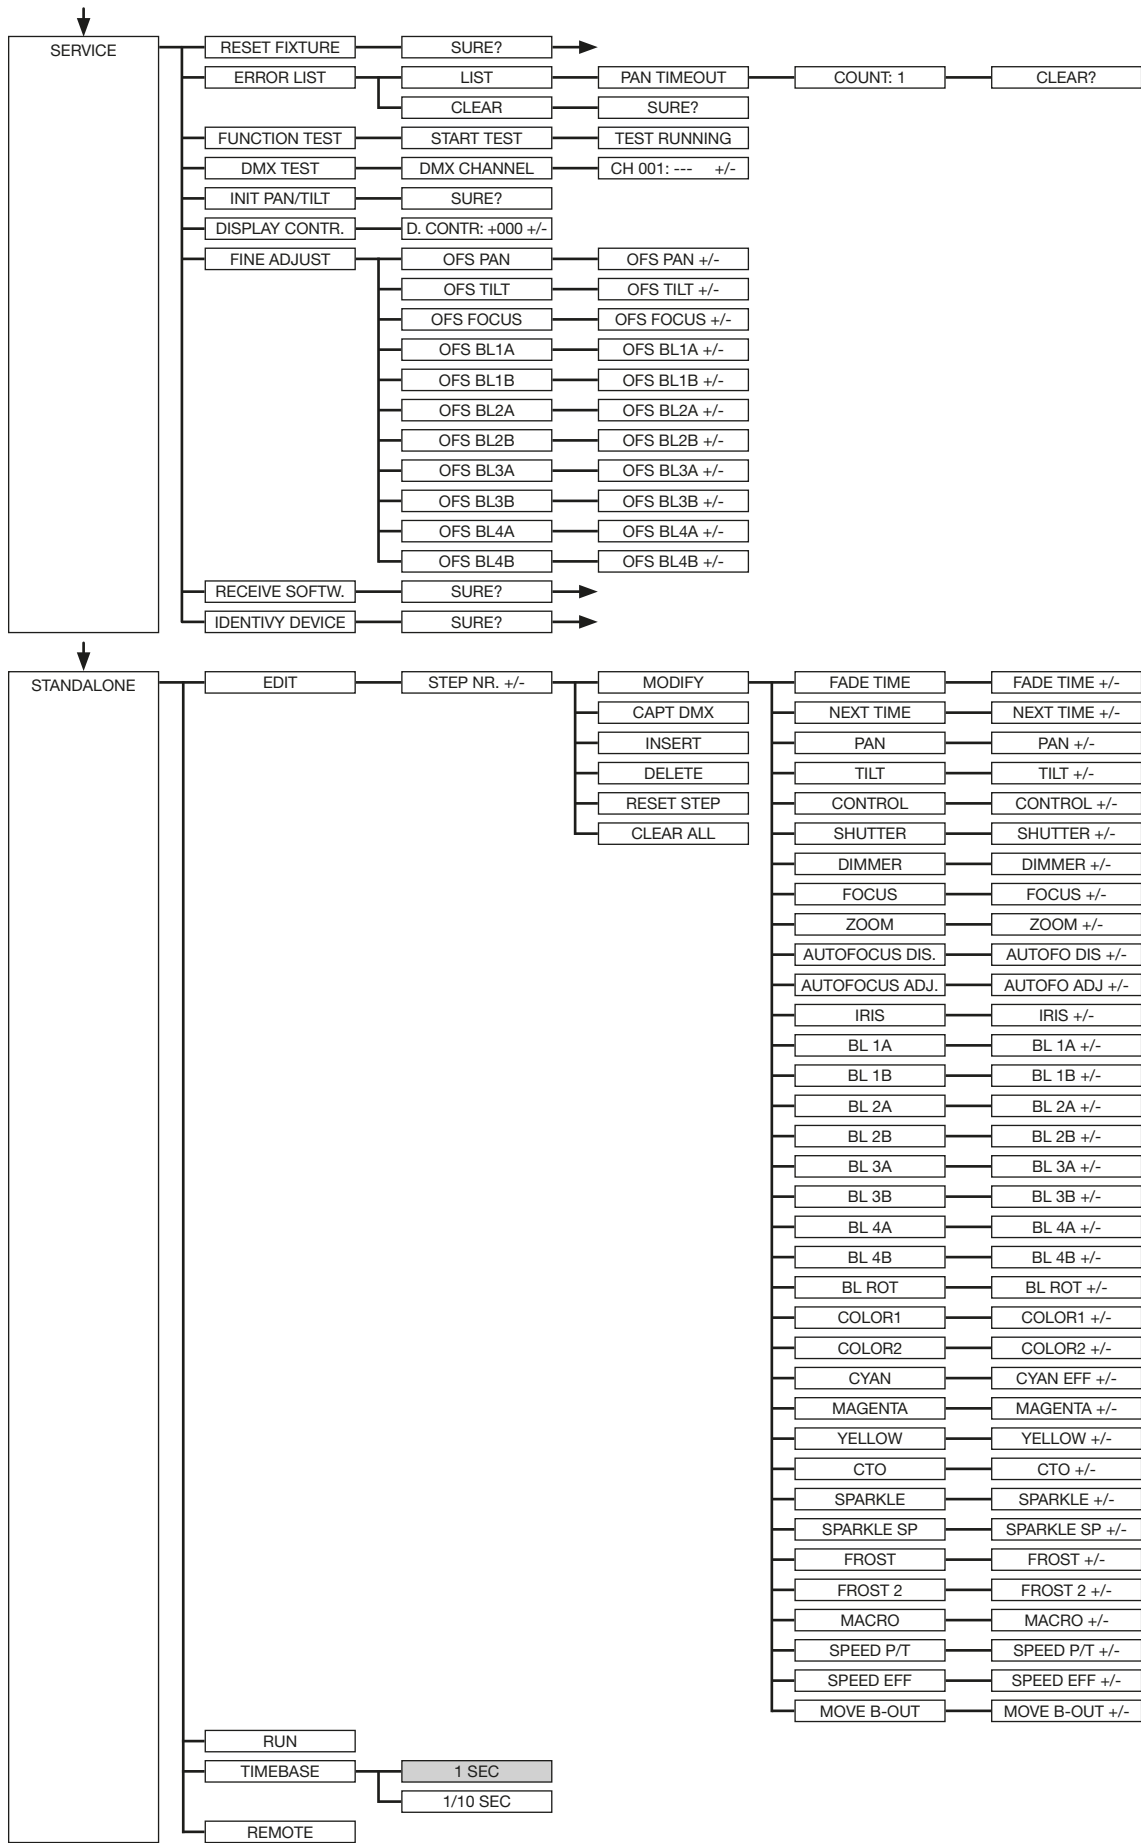 SERVICE RESET FIXTURE SURE?
ERROR LIST LIST PAN TIMEOUT COUNT: 1 CLEAR?
CLEAR SURE?
FUNCTION TEST START TEST TEST RUNNING
DMX TEST DMX CHANNEL CH 001: --- +/-
INIT PAN/TILT SURE?
DISPLAY CONTR. D. CONTR: +000 +/-
FINE ADJUST OFS PAN OFS PAN +/-
OFS TILT OFS TILT +/-
OFS FOCUS OFS FOCUS +/-
OFS BL1A OFS BL1A +/-
OFS BL1B OFS BL1B +/-
OFS BL2A OFS BL2A +/-
OFS BL2B OFS BL2B +/-
OFS BL3A OFS BL3A +/-
OFS BL3B OFS BL3B +/-
OFS BL4A OFS BL4A +/-
OFS BL4B OFS BL4B +/-
RECEIVE SOFTW. SURE?
IDENTIVY DEVICE SURE?
STANDALONE EDIT STEP NR. +/- MODIFY FADE TIME FADE TIME +/-
CAPT DMX NEXT TIME NEXT TIME +/-
INSERT PAN PAN +/-
DELETE TILT TILT +/-
RESET STEP CONTROL CONTROL +/-
CLEAR ALL SHUTTER SHUTTER +/-
DIMMER DIMMER +/-
FOCUS FOCUS +/-
ZOOM ZOOM +/-
AUTOFOCUS DIS. AUTOFO DIS +/-
AUTOFOCUS ADJ. AUTOFO ADJ +/-
IRIS IRIS +/-
BL 1A BL 1A +/-
BL 1B BL 1B +/-
BL 2A BL 2A +/-
BL 2B BL 2B +/-
BL 3A BL 3A +/-
BL 3B BL 3B +/-
BL 4A BL 4A +/-
BL 4B BL 4B +/-
BL ROT BL ROT +/-
COLOR1 COLOR1 +/-
COLOR2 COLOR2 +/-
CYAN CYAN EFF +/-
MAGENTA MAGENTA +/-
YELLOW YELLOW +/-
CTO CTO +/-
SPARKLE SPARKLE +/-
SPARKLE SP SPARKLE SP +/-
FROST FROST +/-
FROST 2 FROST 2 +/-
MACRO MACRO +/-
SPEED P/T SPEED P/T +/-
SPEED EFF SPEED EFF +/-
MOVE B-OUT MOVE B-OUT +/-
RUN
TIMEBASE 1 SEC
1/10 SEC
REMOTE